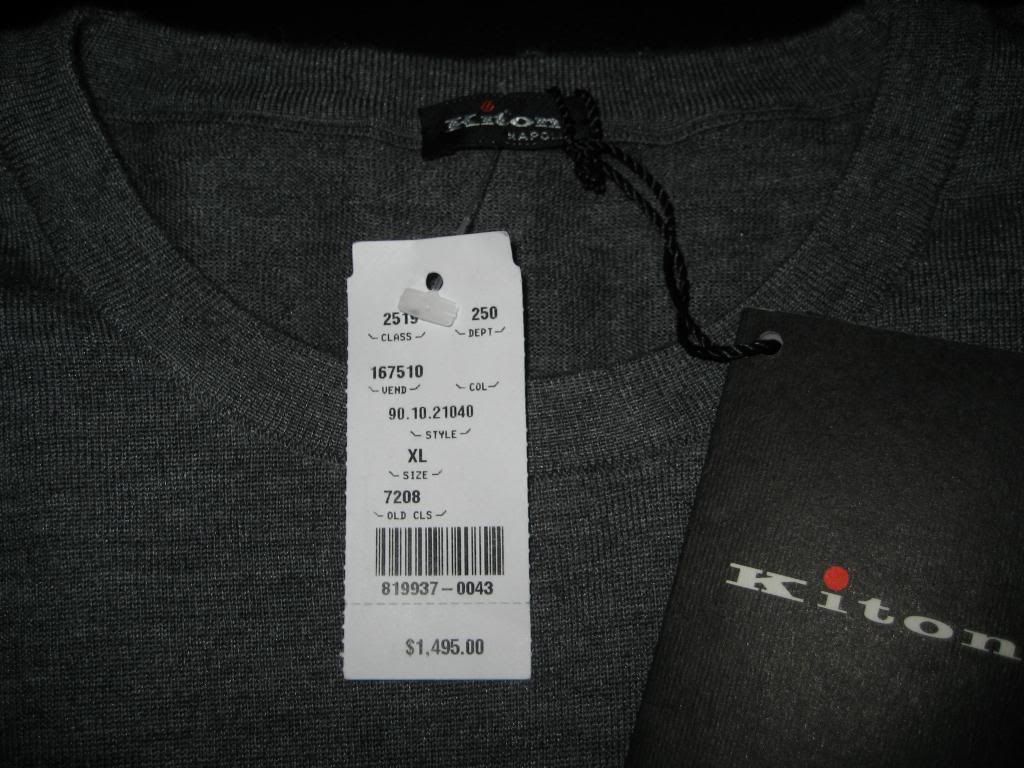 Kiton
2519 250
CLASS DEPT
167510
VEND COL
90.10.21040
STYLE
XL
SIZE
7208
OLD CLS
819937-0043
$1,495.00
Kiton